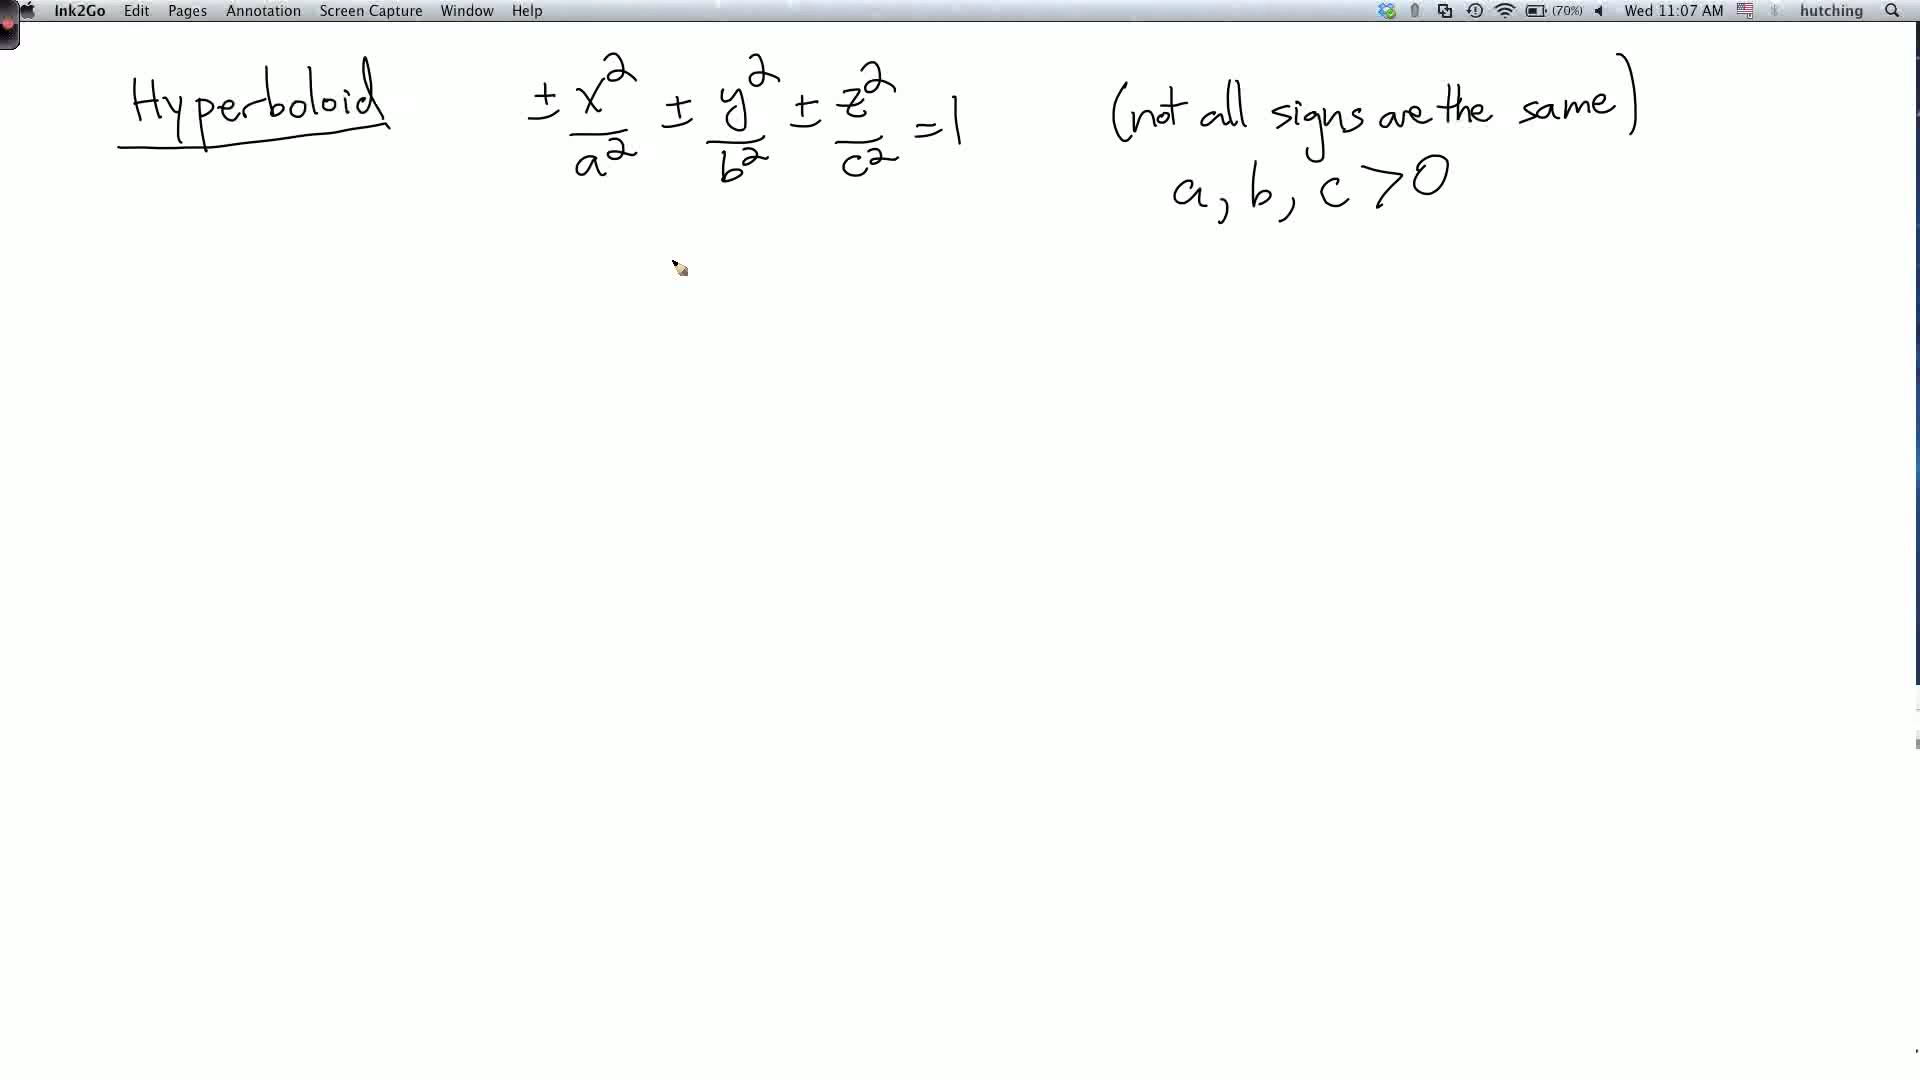 Ink2Go Edit Pages Annotation Screen Capture Window Help (70%) Wed 11:07 AM hutching
Hyperboloid ± x²/a² ± y²/b² ± z²/c² = 1 (not all signs are the same)
a, b, c > 0